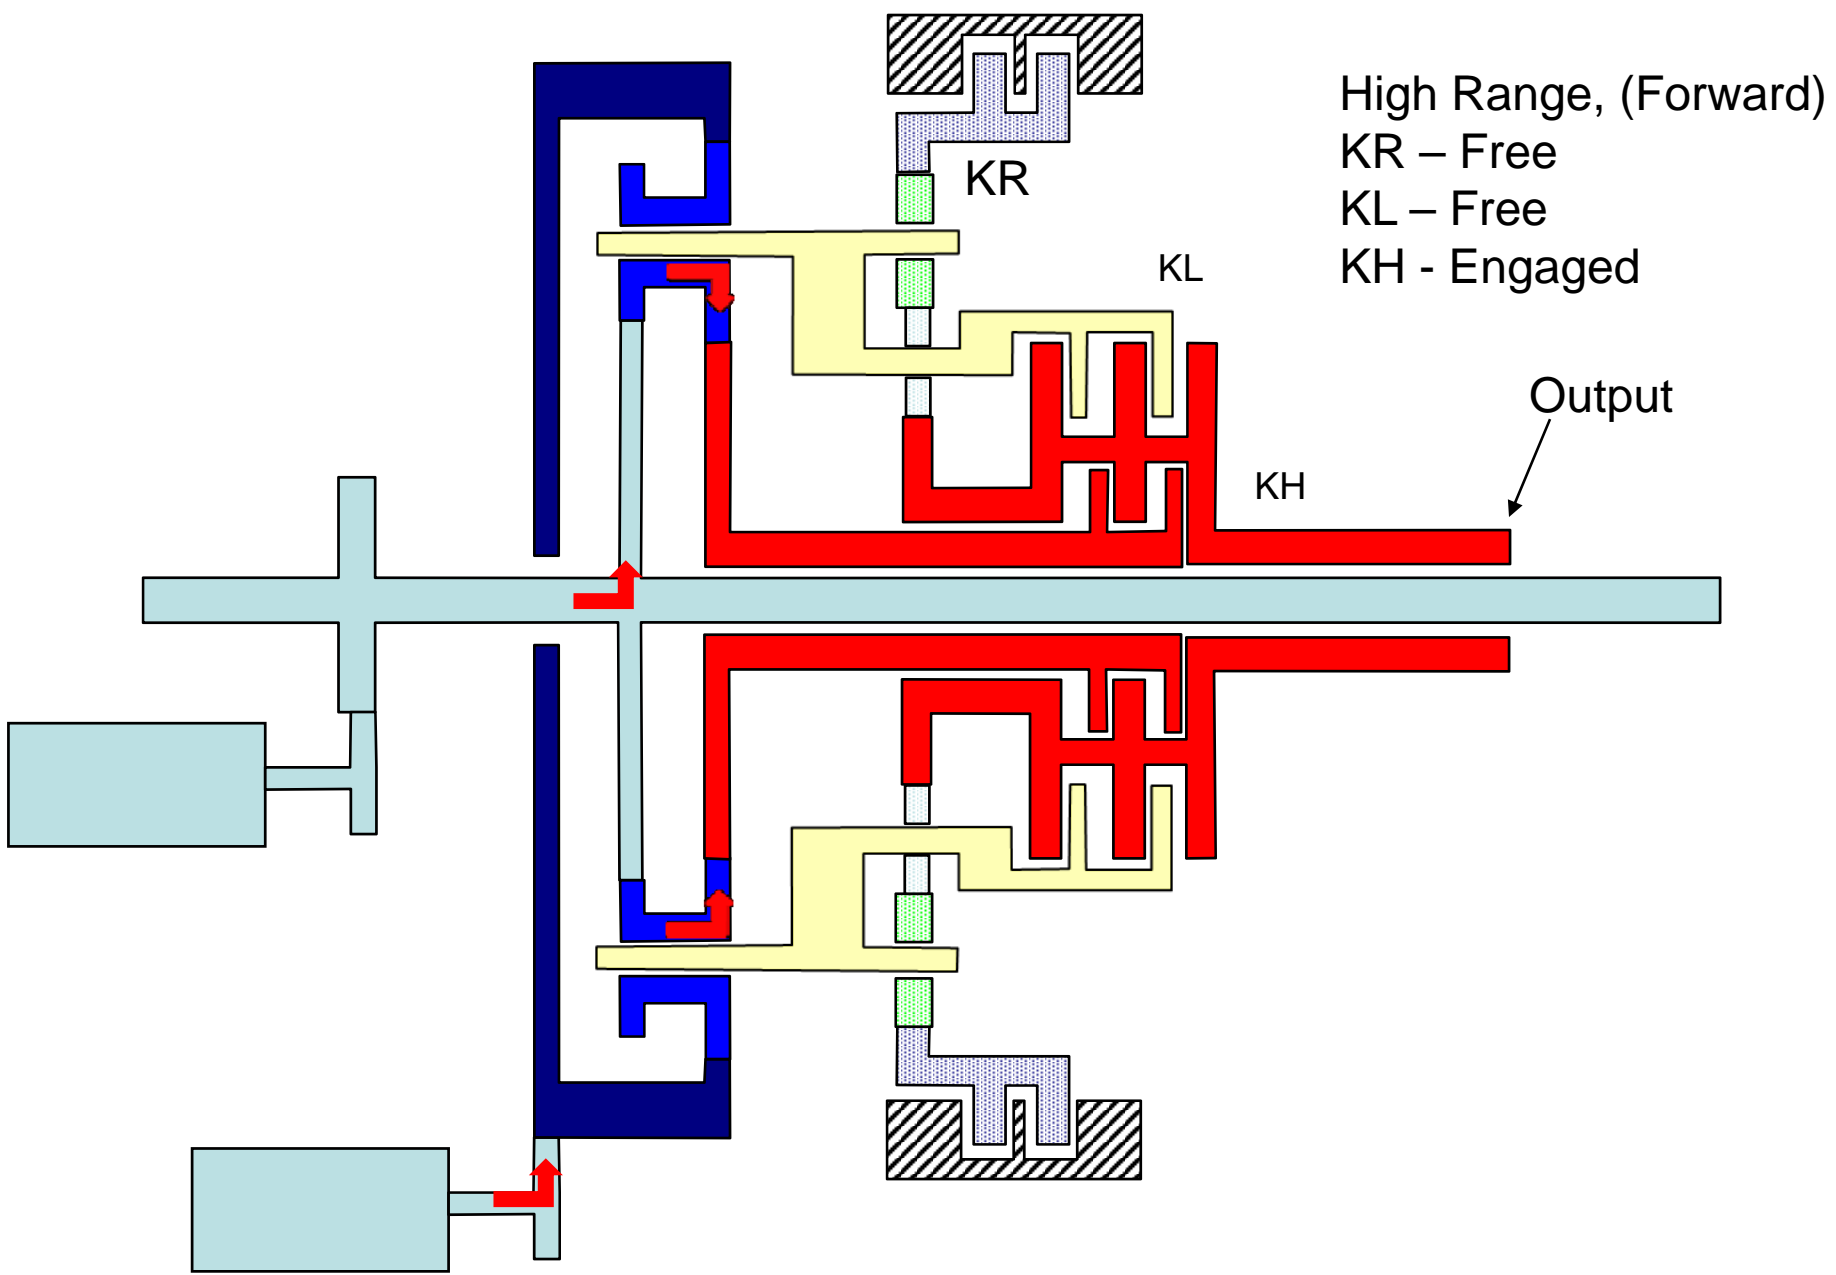 High Range, (Forward)
KR – Free
KL – Free
KH - Engaged
KR
KL
Output
KH